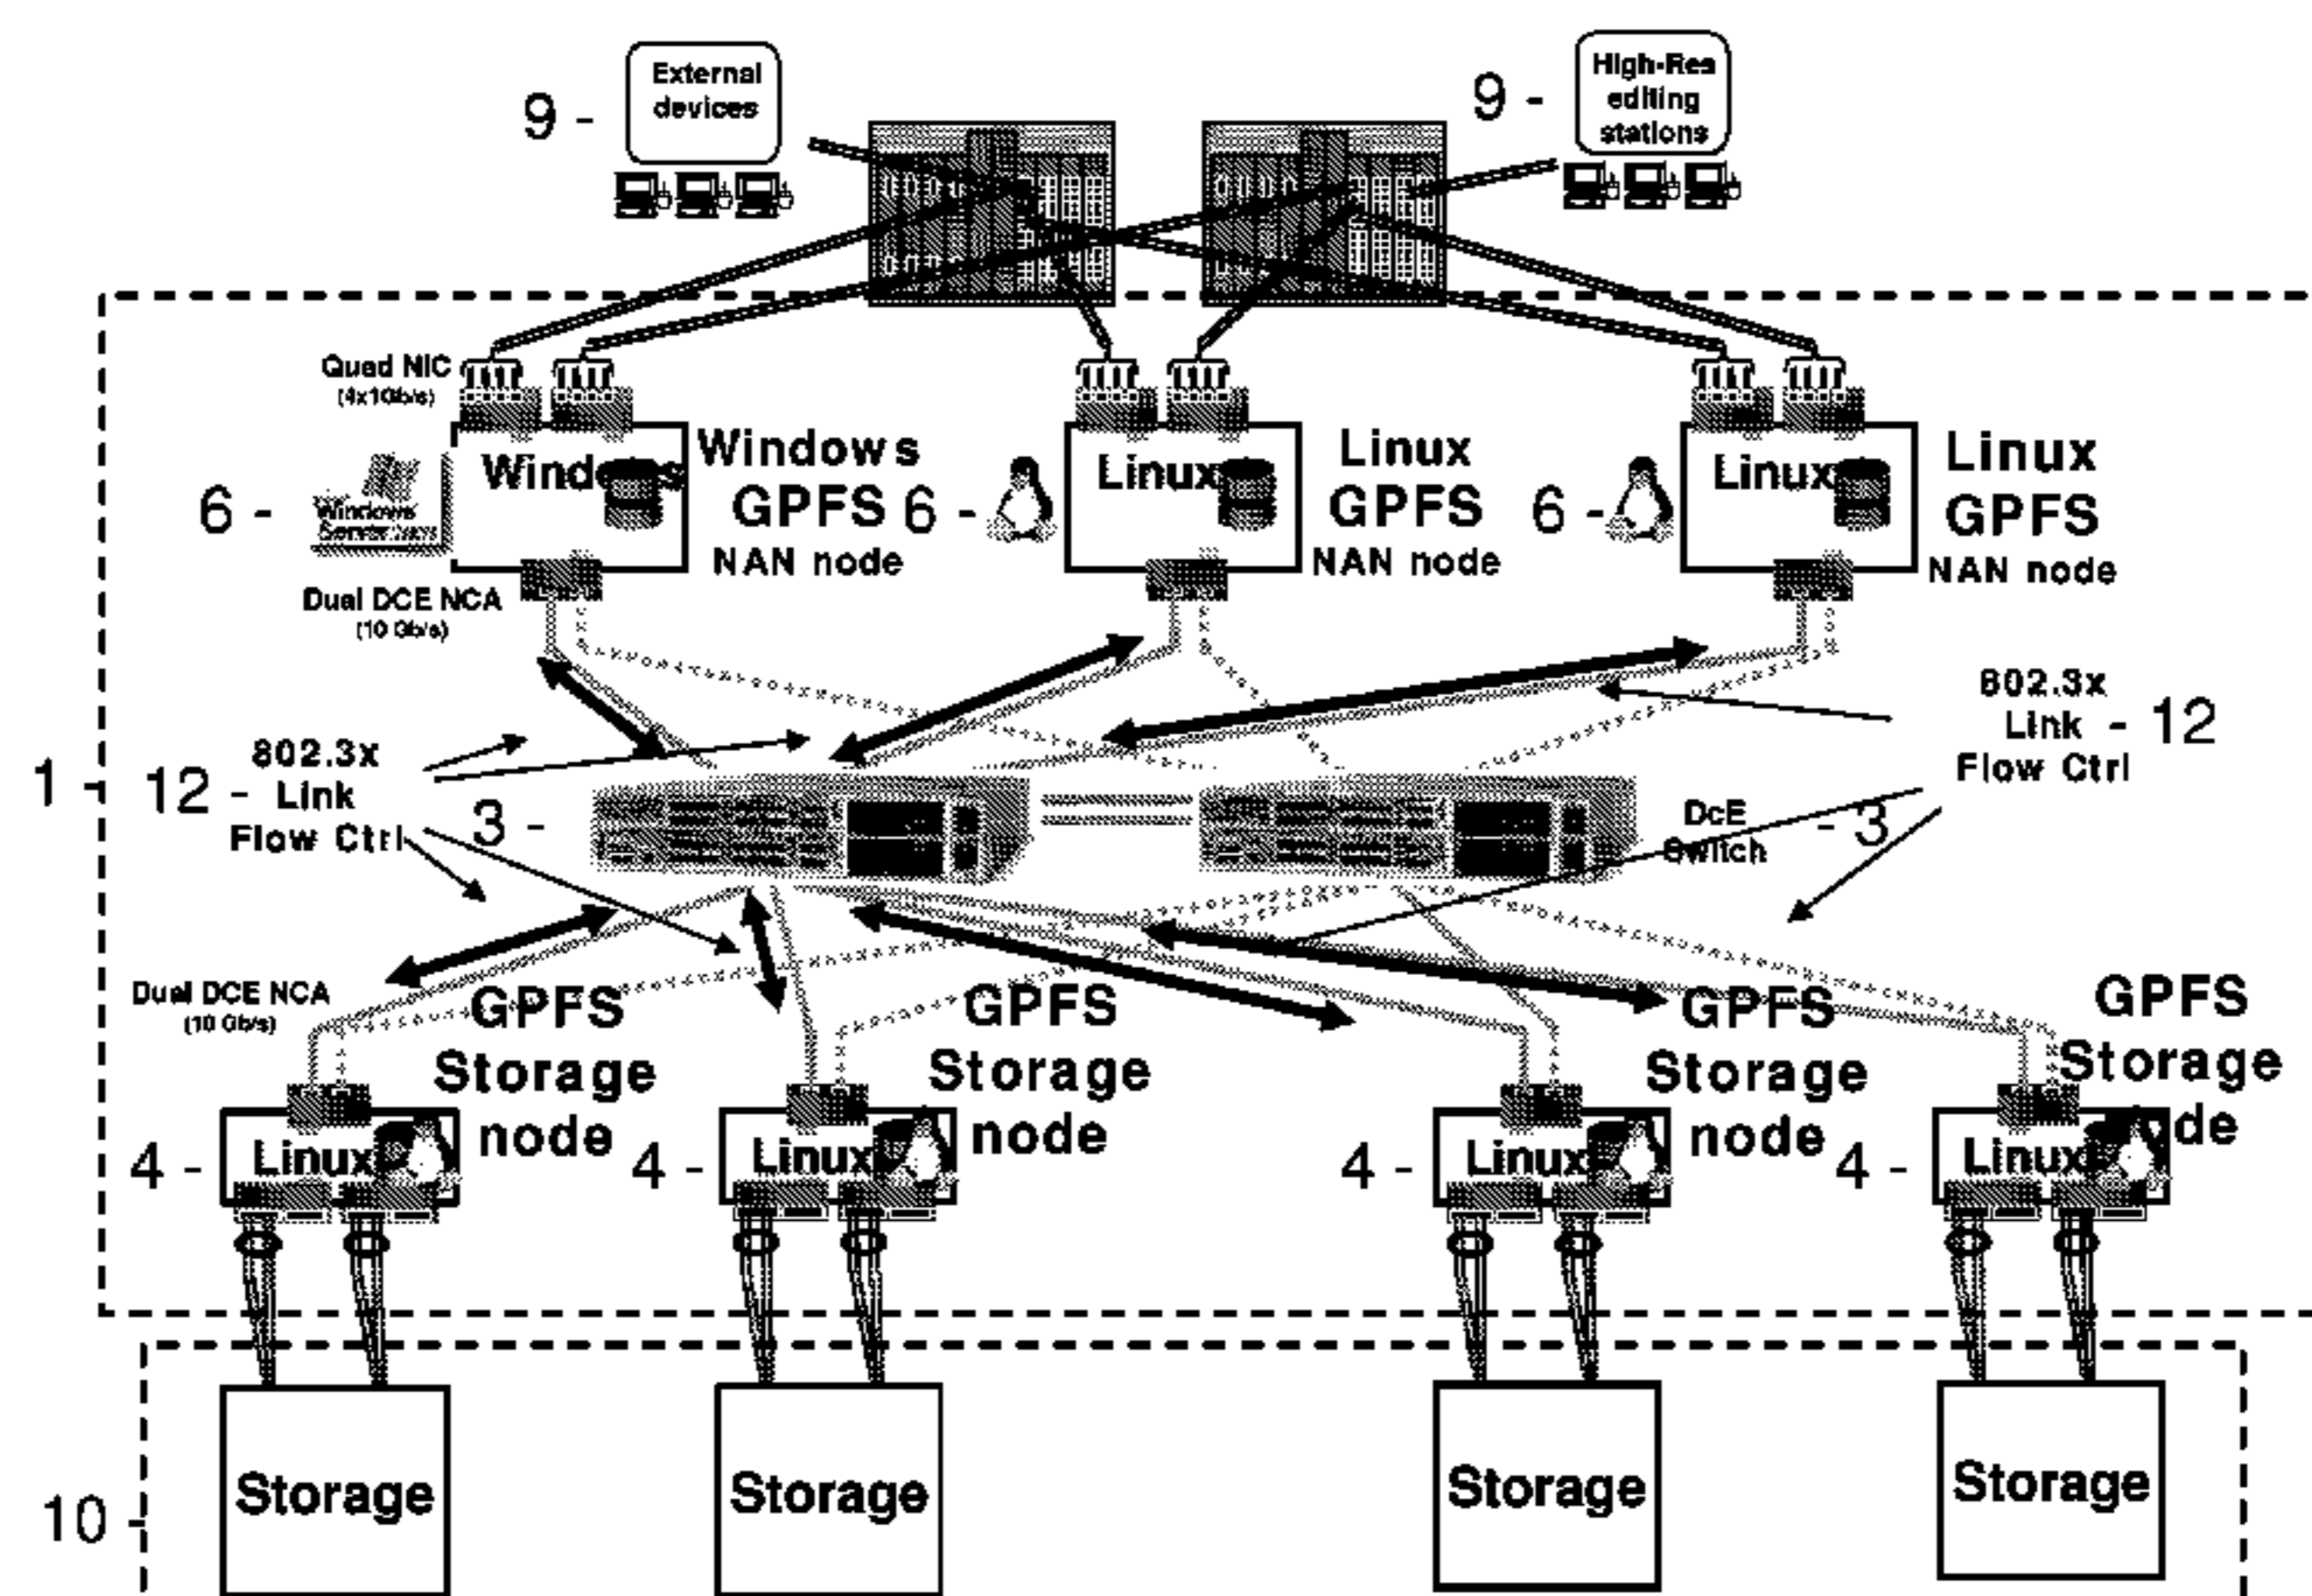 9 -
External
devices
9 -
High-Res
editing
stations
Quad NIC
(4x1Gb/s)
Windows
Windows
GPFS
NAN node
6 -
Windows
Server
Linux
Linux
GPFS
NAN node
6 -
Linux
Linux
GPFS
NAN node
6 -
Dual DCE NCA
(10 Gb/s)
802.3x
Link
Flow Ctrl
12 -
1 -
3 -
802.3x
Link - 12
Flow Ctrl
DcE
Switch
- 3
Dual DCE NCA
(10 Gb/s)
GPFS
Storage
node
4 -
Linux
GPFS
Storage
node
4 -
Linux
GPFS
Storage
node
4 -
Linux
GPFS
Storage
node
4 -
Linux
10 -
Storage
Storage
Storage
Storage